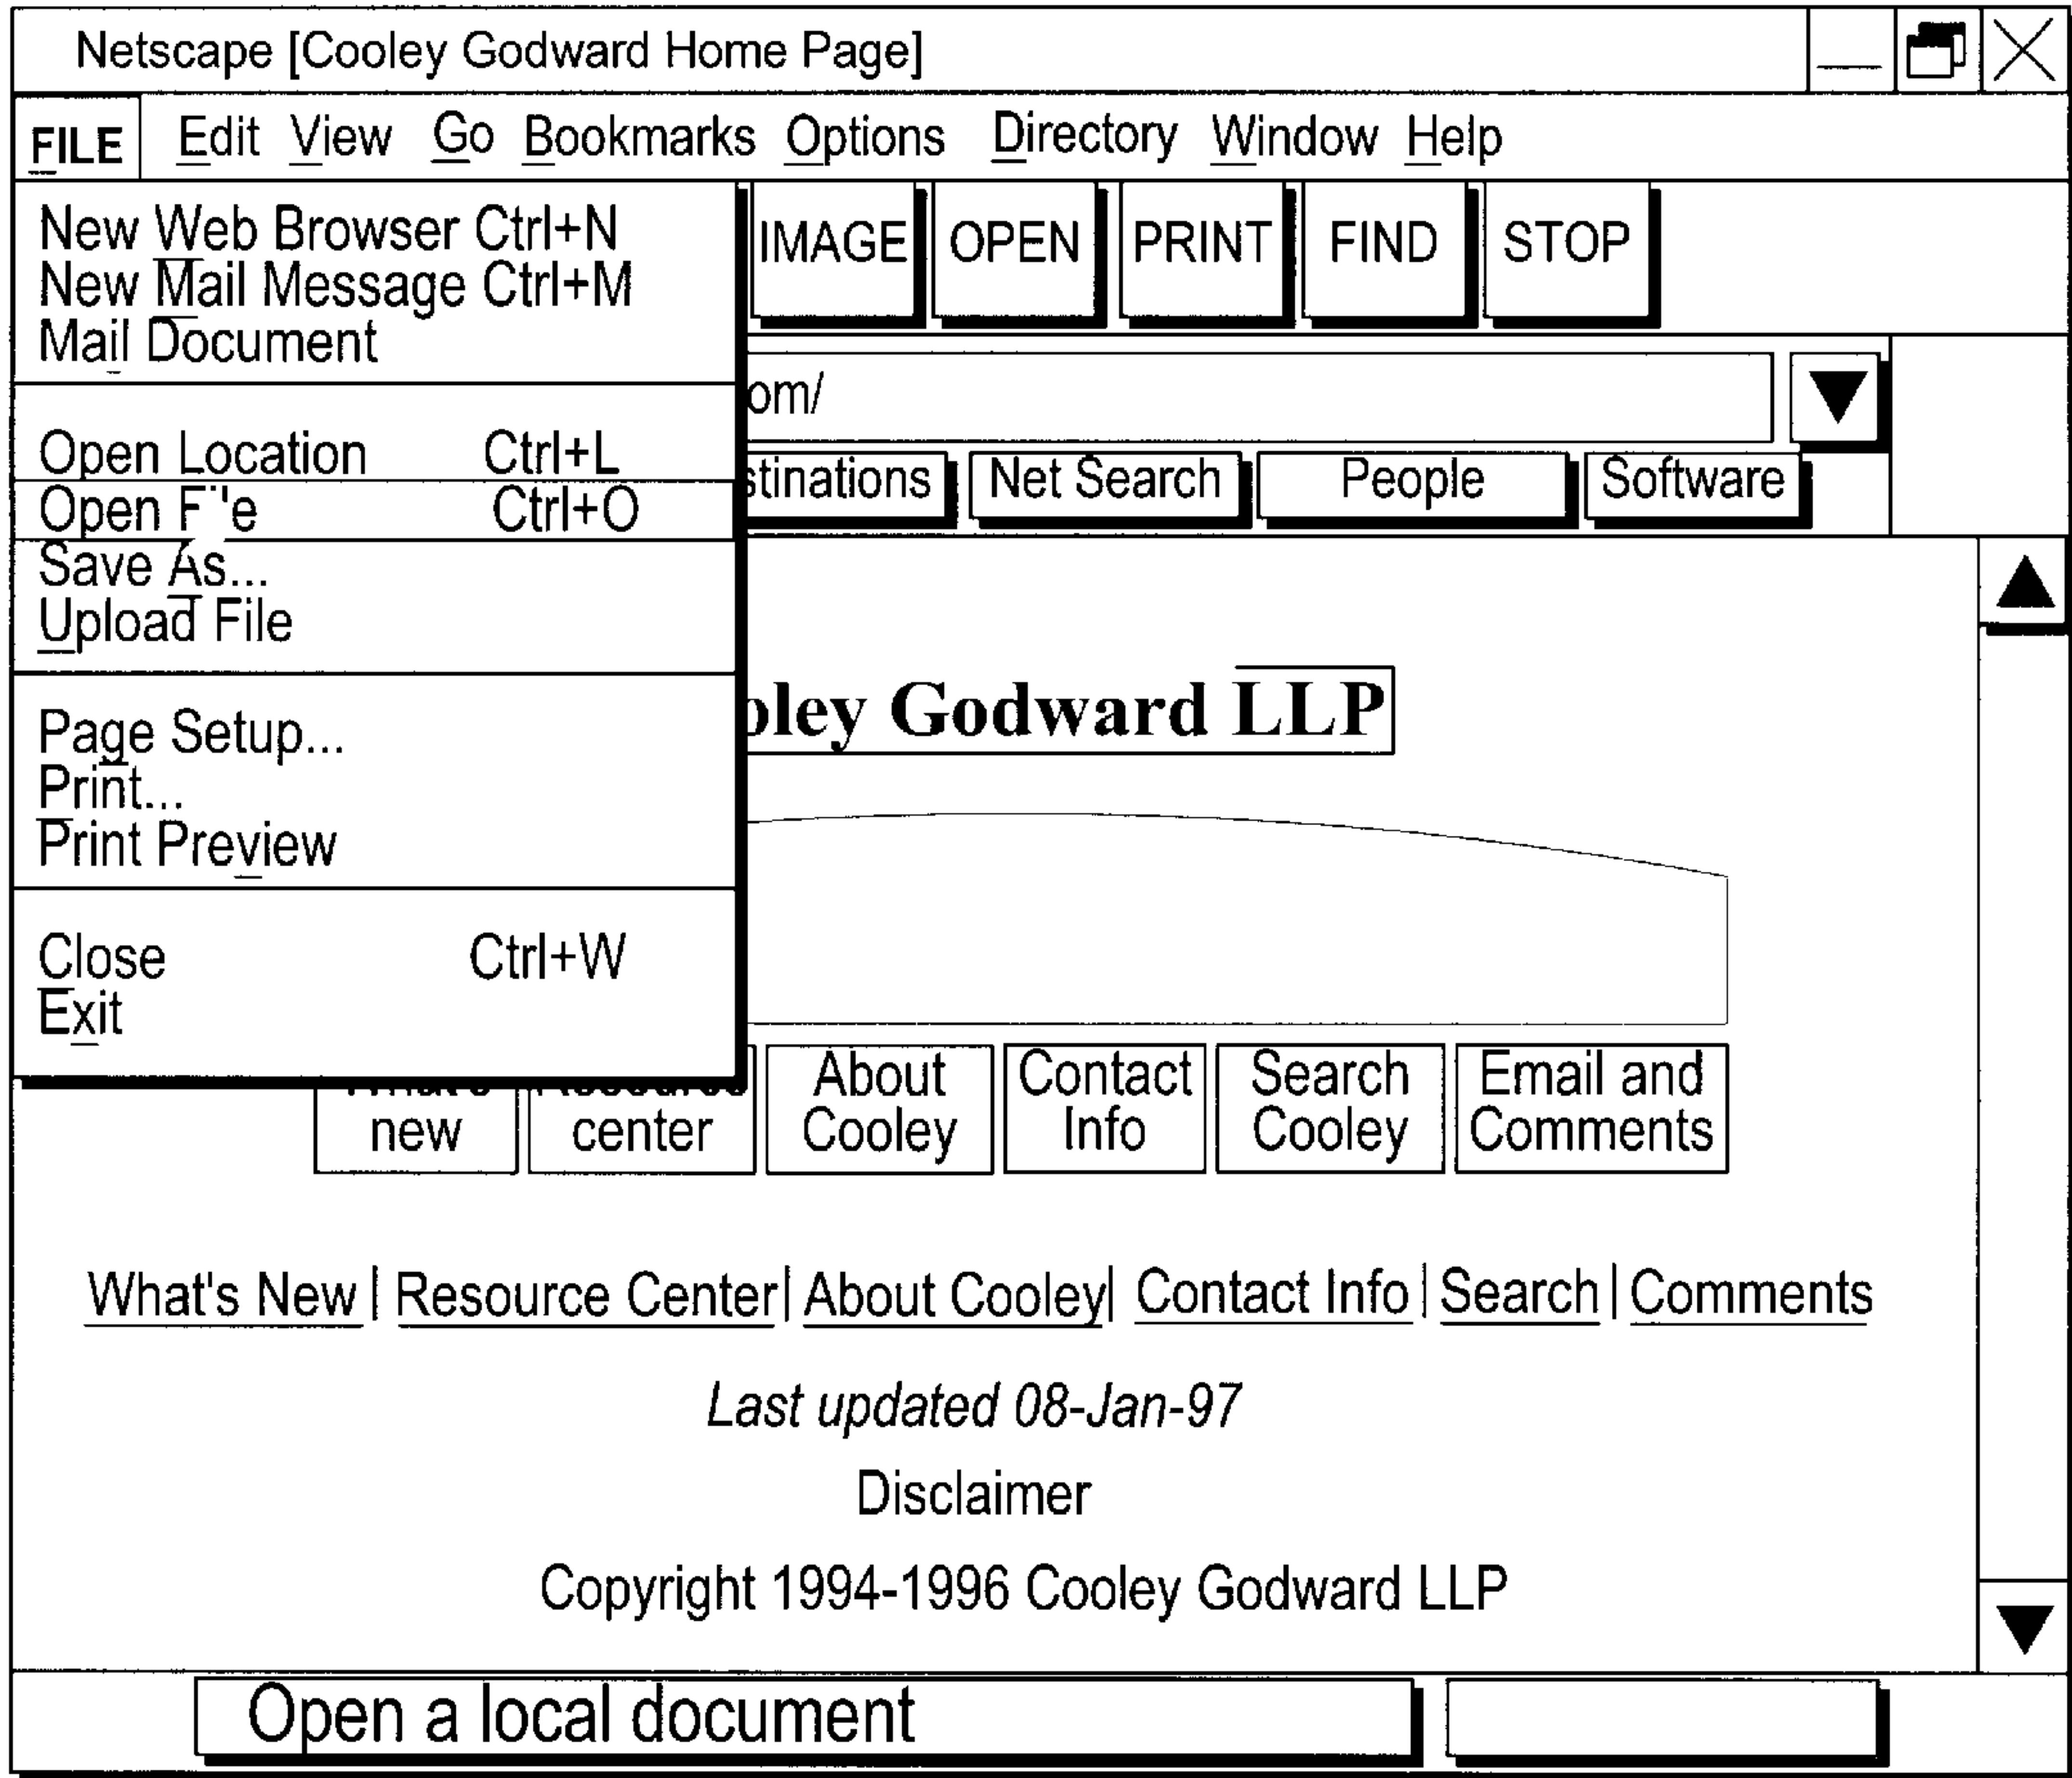 Netscape [Cooley Godward Home Page]
FILE Edit View Go Bookmarks Options Directory Window Help
New Web Browser Ctrl+N
New Mail Message Ctrl+M
Mail Document
Open Location Ctrl+L
Open File Ctrl+O
Save As...
Upload File
Page Setup...
Print...
Print Preview
Close Ctrl+W
Exit
IMAGE OPEN PRINT FIND STOP
om/
stinations Net Search People Software
oley Godward LLP
new
center
About
Cooley
Contact
Info
Search
Cooley
Email and
Comments
What's New | Resource Center | About Cooley | Contact Info | Search | Comments
Last updated 08-Jan-97
Disclaimer
Copyright 1994-1996 Cooley Godward LLP
Open a local document